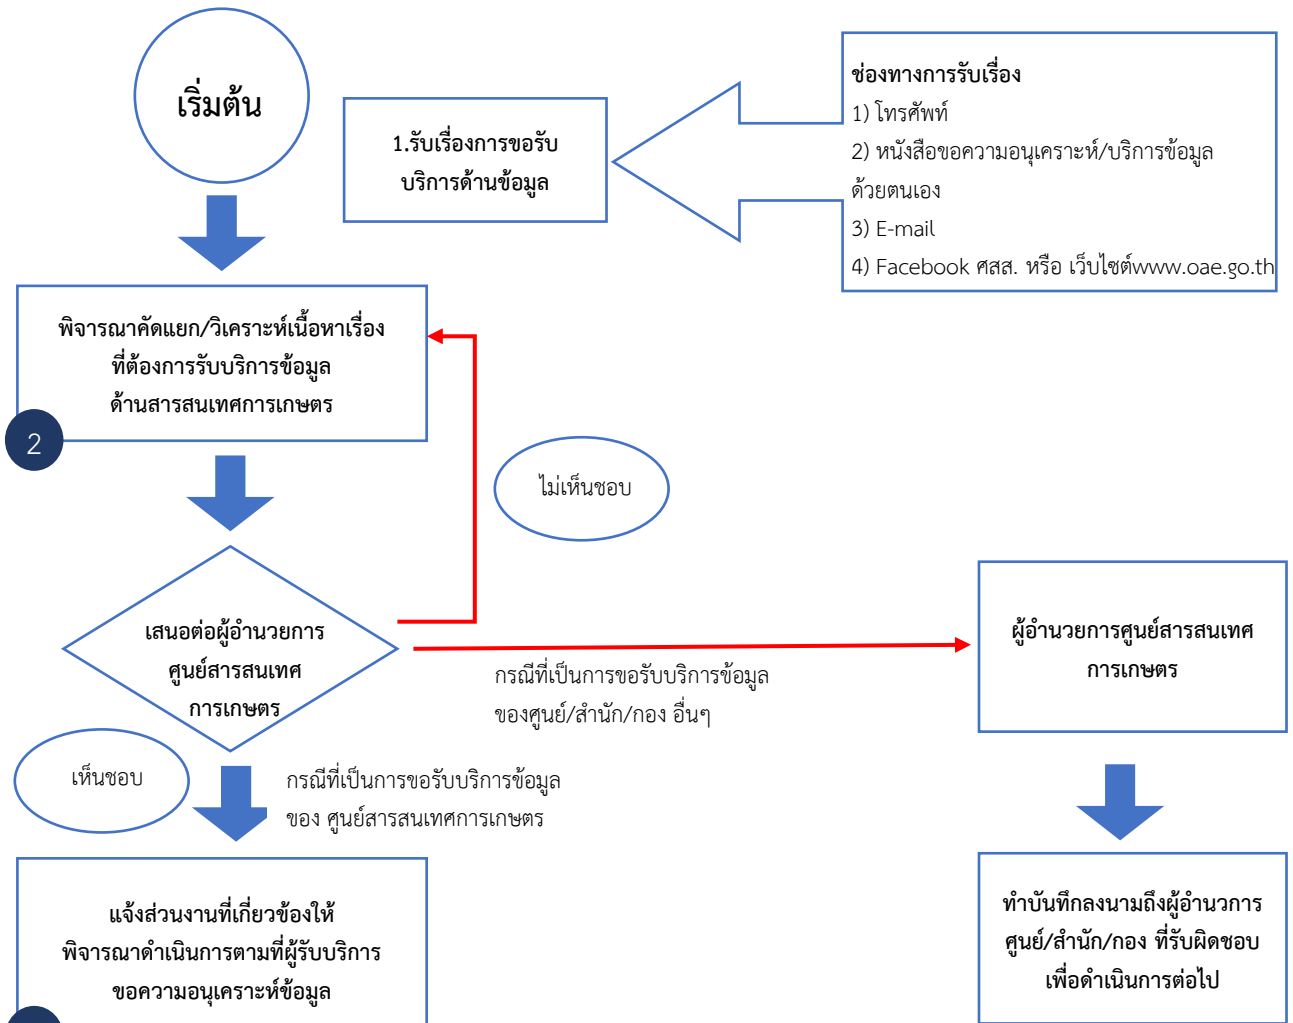 เริ่มต้น
1.รับเรื่องการขอรับ
บริการด้านข้อมูล
ช่องทางการรับเรื่อง
1) โทรศัพท์
2) หนังสือขอความอนุเคราะห์/บริการข้อมูล
ด้วยตนเอง
3) E-mail
4) Facebook ศสส. หรือ เว็บไซต์www.oae.go.th
พิจารณาคัดแยก/วิเคราะห์เนื้อหาเรื่อง
ที่ต้องการรับบริการข้อมูล
ด้านสารสนเทศการเกษตร
2
ไม่เห็นชอบ
เสนอต่อผู้อำนวยการ
ศูนย์สารสนเทศ
การเกษตร
กรณีที่เป็นการขอรับบริการข้อมูล
ของศูนย์/สำนัก/กอง อื่นๆ
ผู้อำนวยการศูนย์สารสนเทศ
การเกษตร
เห็นชอบ
กรณีที่เป็นการขอรับบริการข้อมูล
ของ ศูนย์สารสนเทศการเกษตร
แจ้งส่วนงานที่เกี่ยวข้องให้
พิจารณาดำเนินการตามที่ผู้รับบริการ
ขอความอนุเคราะห์ข้อมูล
ทำบันทึกลงนามถึงผู้อำนวการ
ศูนย์/สำนัก/กอง ที่รับผิดชอบ
เพื่อดำเนินการต่อไป